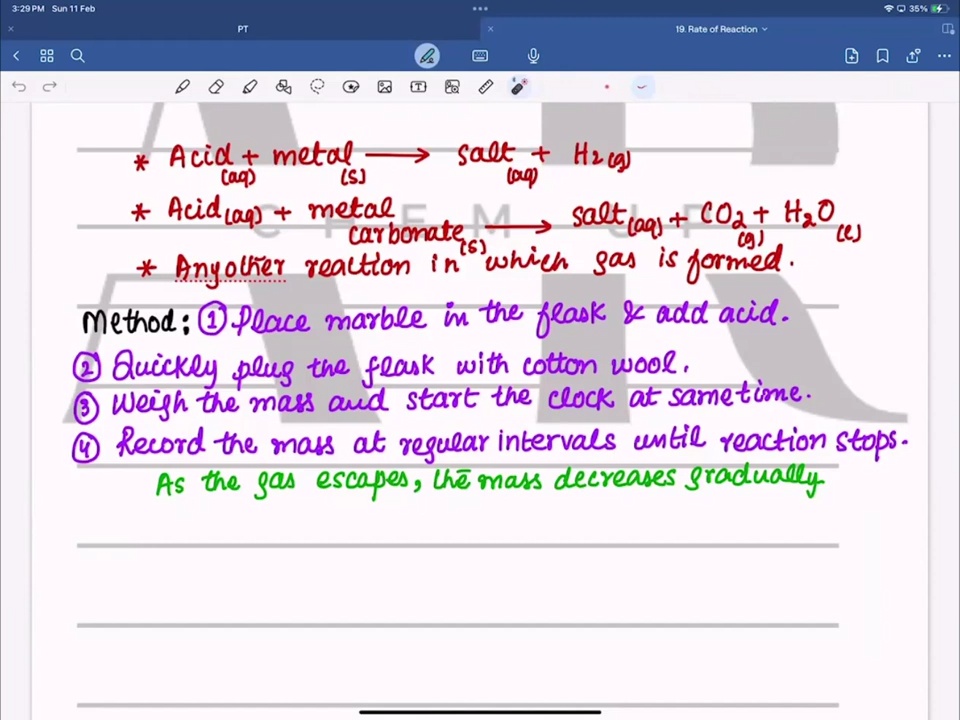 3:29 PM Sun 11 Feb
35%
PT
19. Rate of Reaction
* Acid(aq) + metal(s) → salt(aq) + H2(g)
* Acid(aq) + metal carbonate(s) → salt(aq) + CO2(g) + H2O(l)
* Anyother reaction in which gas is formed.
Method: ① Place marble in the flask & add acid.
② Quickly plug the flask with cotton wool.
③ Weigh the mass and start the clock at same time.
④ Record the mass at regular intervals until reaction stops.
As the gas escapes, the mass decreases gradually
CHEM UP